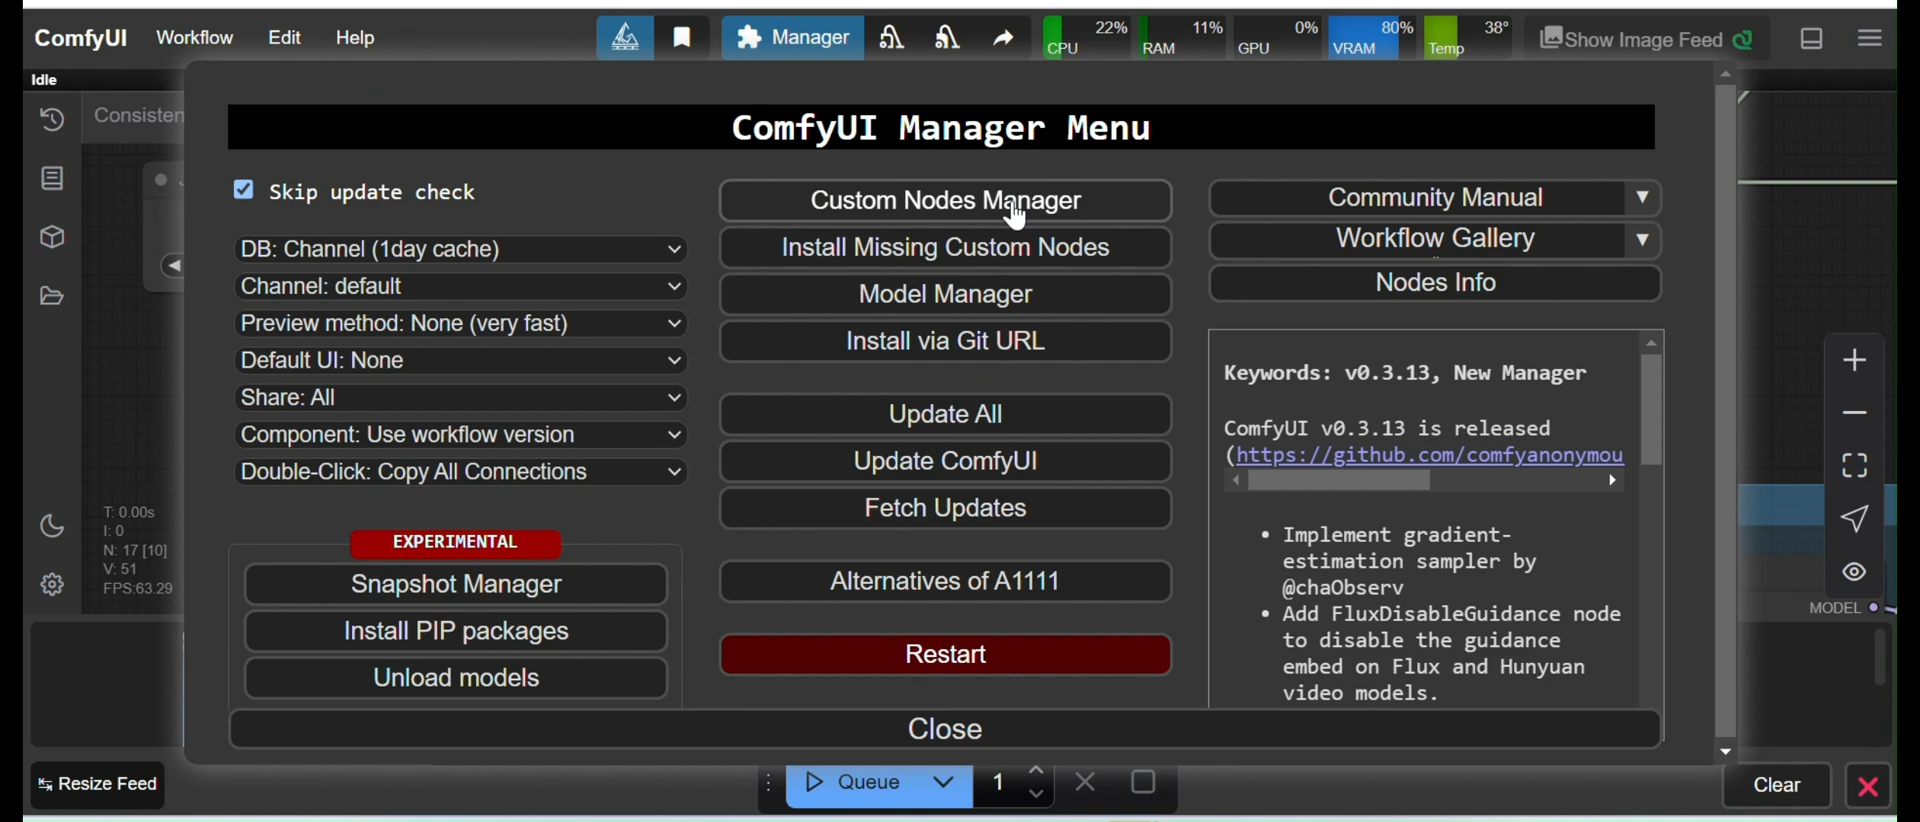 ComfyUI Workflow Edit Help
Manager
CPU 22% RAM 11% GPU 0% VRAM 80% Temp 38°
Show Image Feed
Idle
Consisten
ComfyUI Manager Menu
Skip update check
DB: Channel (1day cache)
Channel: default
Preview method: None (very fast)
Default UI: None
Share: All
Component: Use workflow version
Double-Click: Copy All Connections
EXPERIMENTAL
Snapshot Manager
Install PIP packages
Unload models
Custom Nodes Manager
Install Missing Custom Nodes
Model Manager
Install via Git URL
Update All
Update ComfyUI
Fetch Updates
Alternatives of A1111
Restart
Community Manual
Workflow Gallery
Nodes Info
Keywords: v0.3.13, New Manager
ComfyUI v0.3.13 is released
(https://github.com/comfyanonymou
• Implement gradient-
estimation sampler by
@chaObserv
• Add FluxDisableGuidance node
to disable the guidance
embed on Flux and Hunyuan
video models.
Close
T: 0.00s
I: 0
N: 17 [10]
V: 51
FPS:63.29
MODEL
Resize Feed
Queue
1
Clear